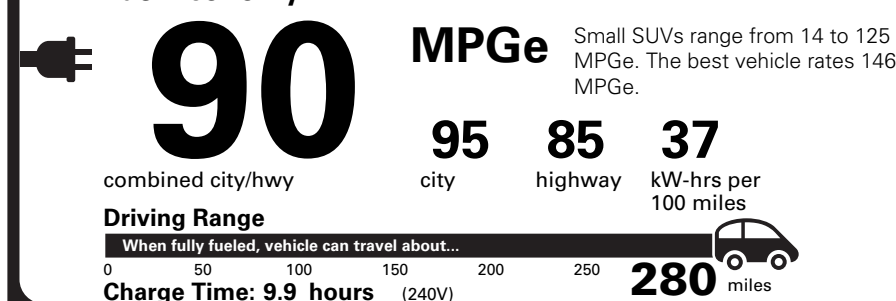 90
MPGe
Small SUVs range from 14 to 125
MPGe. The best vehicle rates 146
MPGe.
95 85 37
combined city/hwy city highway kW-hrs per
100 miles
Driving Range
When fully fueled, vehicle can travel about...
0 50 100 150 200 250 280 miles
Charge Time: 9.9 hours (240V)